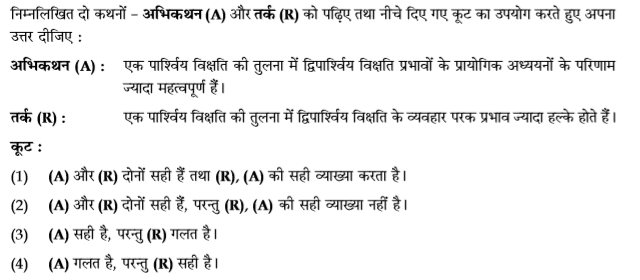 निम्नलिखित दो कथनों – अभिकथन (A) और तर्क (R) को पढ़िए तथा नीचे दिए गए कूट का उपयोग करते हुए अपना
उत्तर दीजिए :
अभिकथन (A) : एक पार्श्विय विक्षति की तुलना में द्विपार्श्विय विक्षति प्रभावों के प्रायोगिक अध्ययनों के परिणाम
ज्यादा महत्वपूर्ण हैं।
तर्क (R) : एक पार्श्विय विक्षति की तुलना में द्विपार्श्विय विक्षति के व्यवहार परक प्रभाव ज्यादा हल्के होते हैं।
कूट :
(1) (A) और (R) दोनों सही हैं तथा (R), (A) की सही व्याख्या करता है।
(2) (A) और (R) दोनों सही हैं, परन्तु (R), (A) की सही व्याख्या नहीं है।
(3) (A) सही है, परन्तु (R) गलत है।
(4) (A) गलत है, परन्तु (R) सही है।